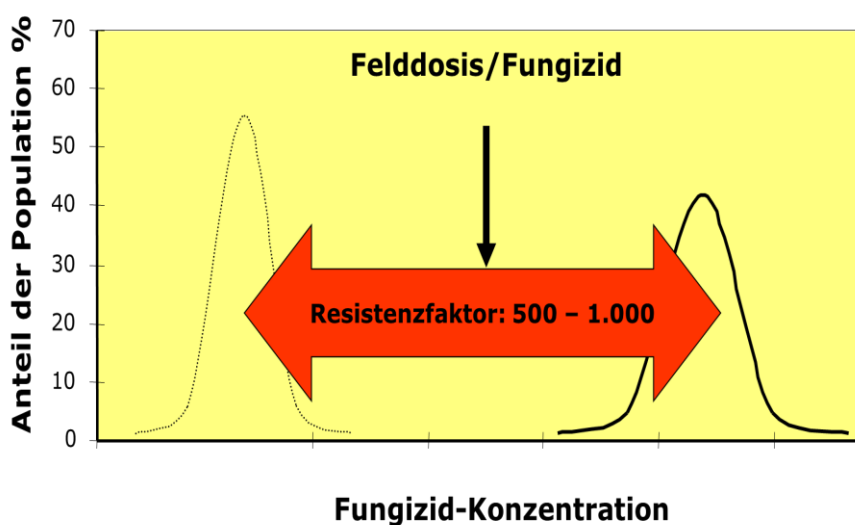 70
Felddosis/Fungizid
60
50
40
30
Resistenzfaktor: 500 – 1.000
20
10
0
Anteil der Population %
Fungizid-Konzentration